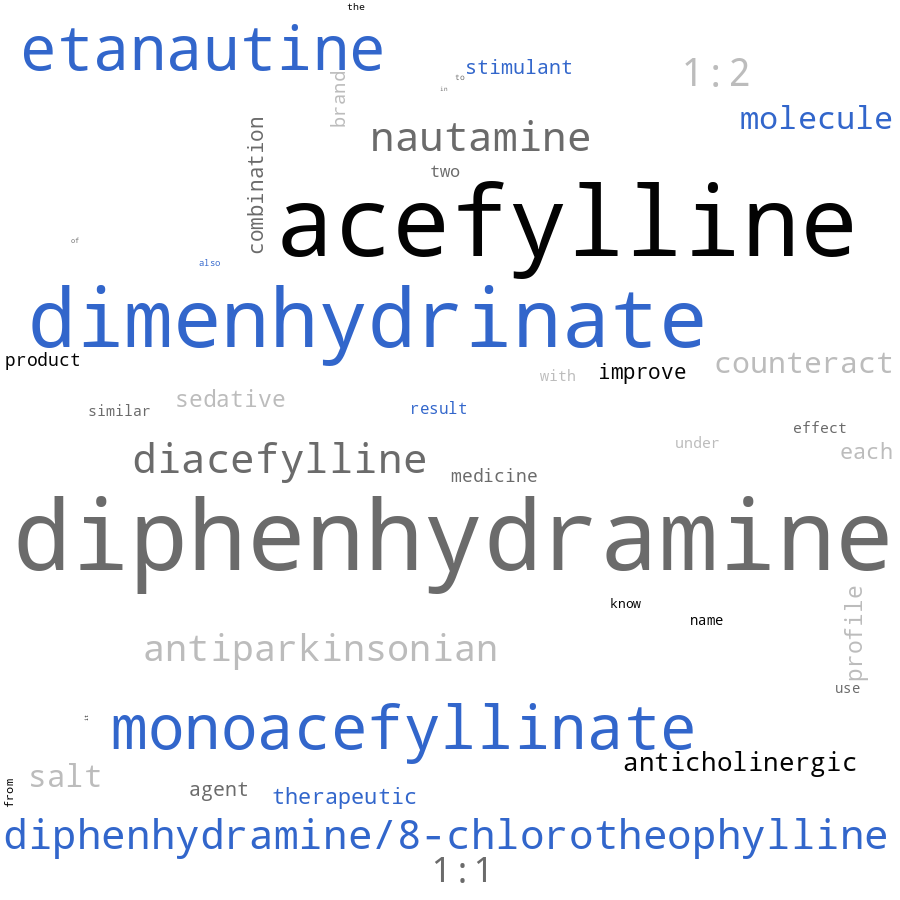 the
etanautine
stimulant
to
in
1:2
brand
molecule
nautamine
combination
two
acefylline
of
also
dimenhydrinate
product
with
improve
counteract
similar
sedative
result
effect
under
each
diacefylline
medicine
diphenhydramine
know
name
profile
antiparkinsonian
use
monoacefyllinate
it
anticholinergic
salt
from
agent
therapeutic
diphenhydramine/8-chlorotheophylline
1:1